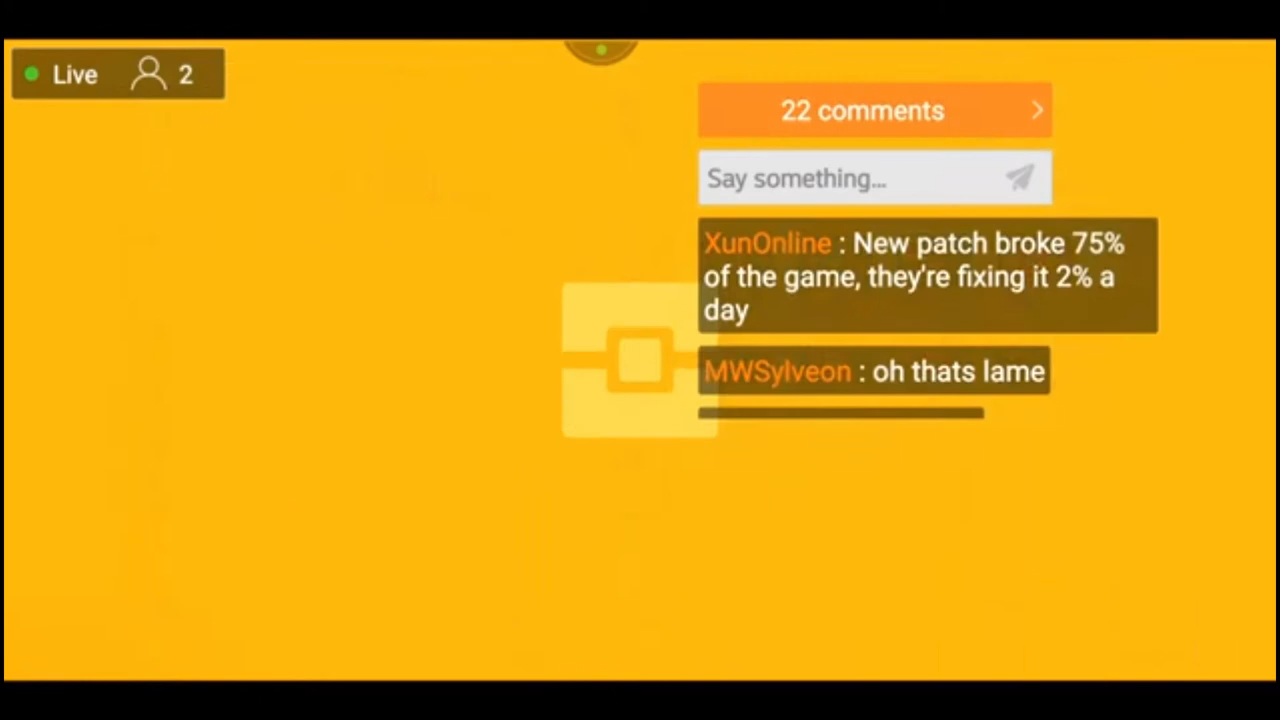 Live 2
22 comments
Say something...
XunOnline : New patch broke 75%
of the game, they're fixing it 2% a
day
MWSylveon : oh thats lame